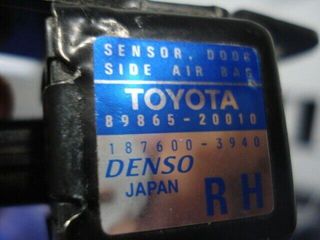 SENSOR, DOOR
SIDE AIR BAG
TOYOTA
89865-20010
187600-3940
DENSO
JAPAN
RH